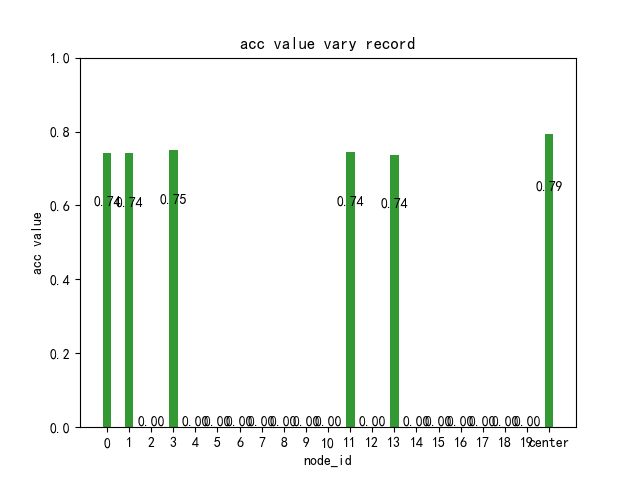 acc value vary record
acc value
1.0
0.8
0.6
0.4
0.2
0.0
0.74 0.74 0.00 0.75 0.00 0.00 0.00 0.00 0.00 0.00 0.00 0.74 0.00 0.74 0.00 0.00 0.00 0.00 0.00 0.00 0.79
0 1 2 3 4 5 6 7 8 9 10 11 12 13 14 15 16 17 18 19 center
node_id